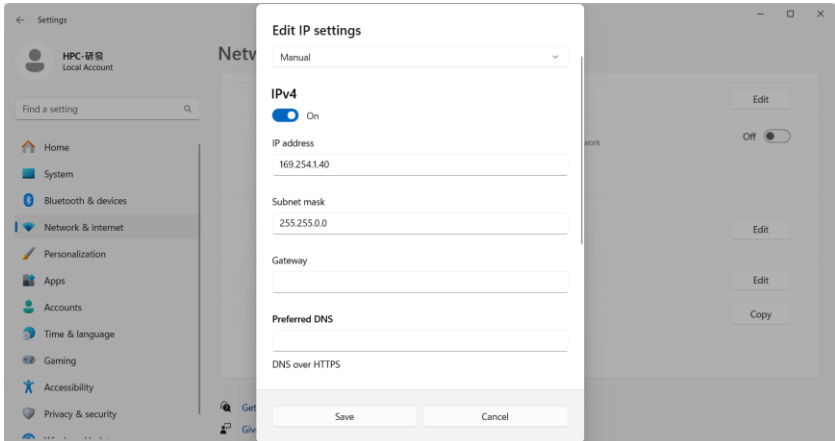 Settings
HPC-研發
Local Account
Find a setting
Home
System
Bluetooth & devices
Network & internet
Personalization
Apps
Accounts
Time & language
Gaming
Accessibility
Privacy & security
Netw
Edit IP settings
Manual
IPv4
On
IP address
169.254.1.40
Subnet mask
255.255.0.0
Gateway
Preferred DNS
DNS over HTTPS
Save
Cancel
Edit
work
Off
Edit
Edit
Copy
Get
Giv